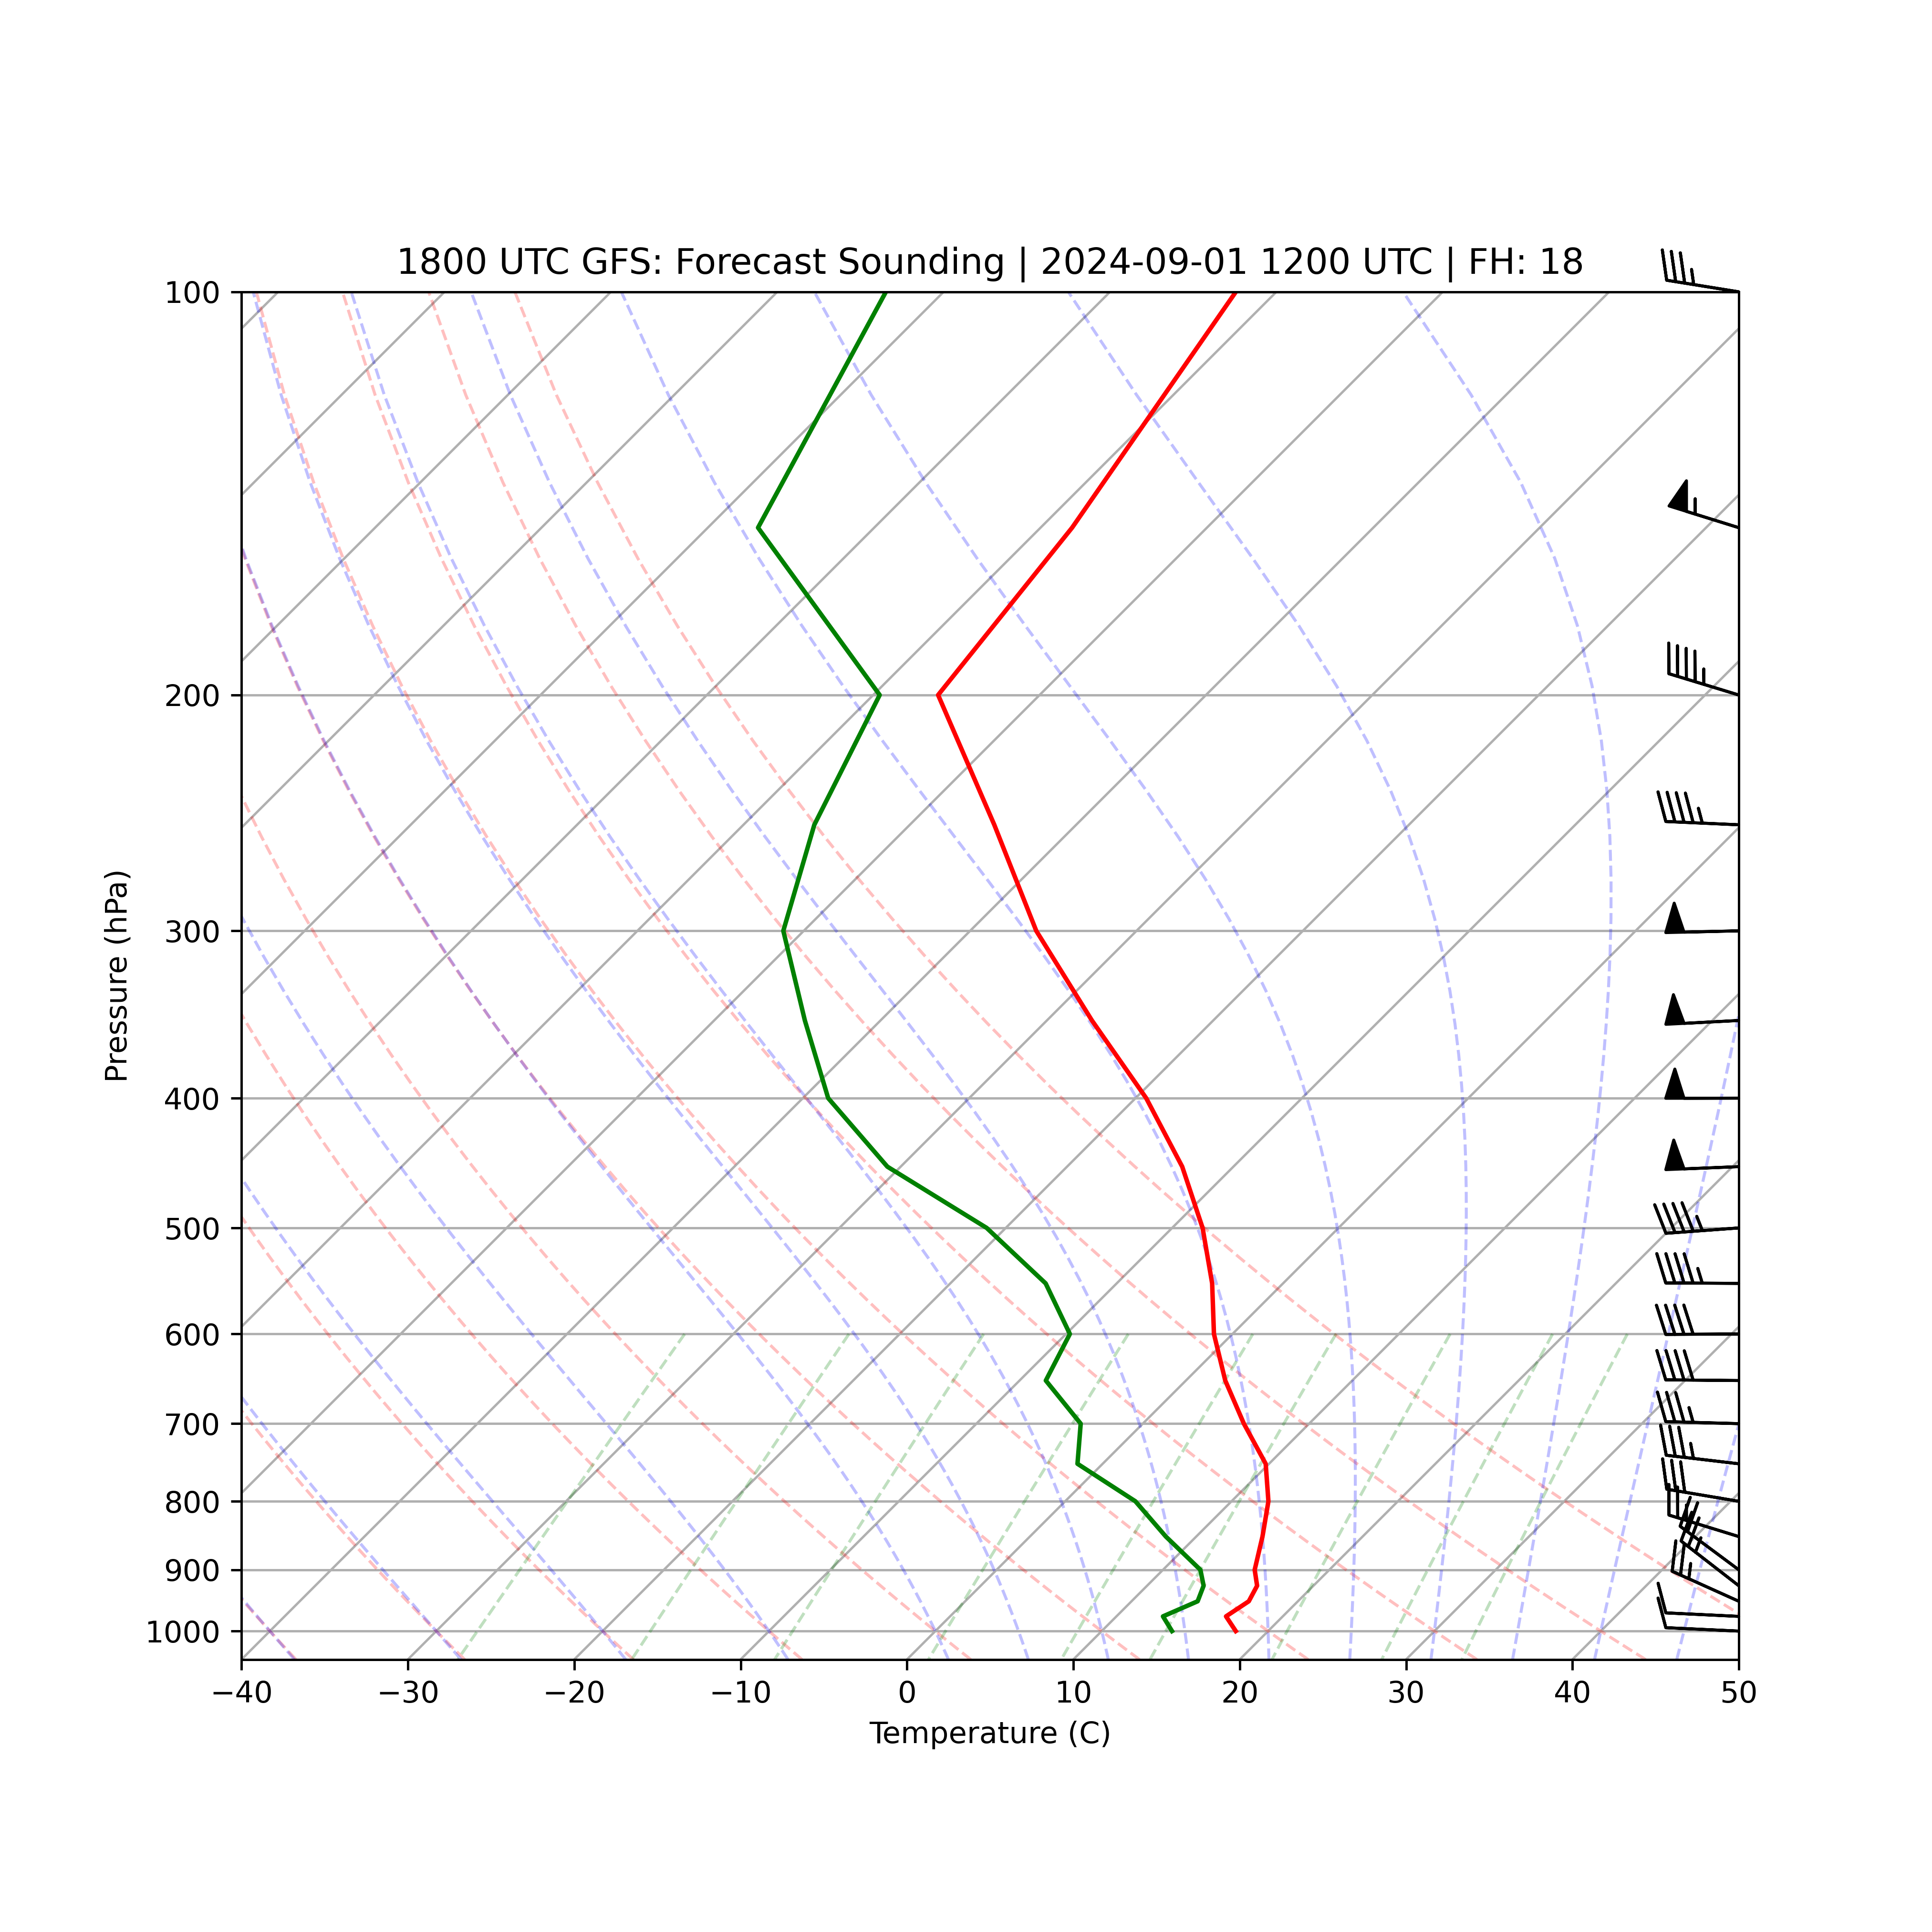 1800 UTC GFS: Forecast Sounding | 2024-09-01 1200 UTC | FH: 18
100
200
300
400
500
600
700
800
900
1000
Pressure (hPa)
−40 −30 −20 −10 0 10 20 30 40 50
Temperature (C)